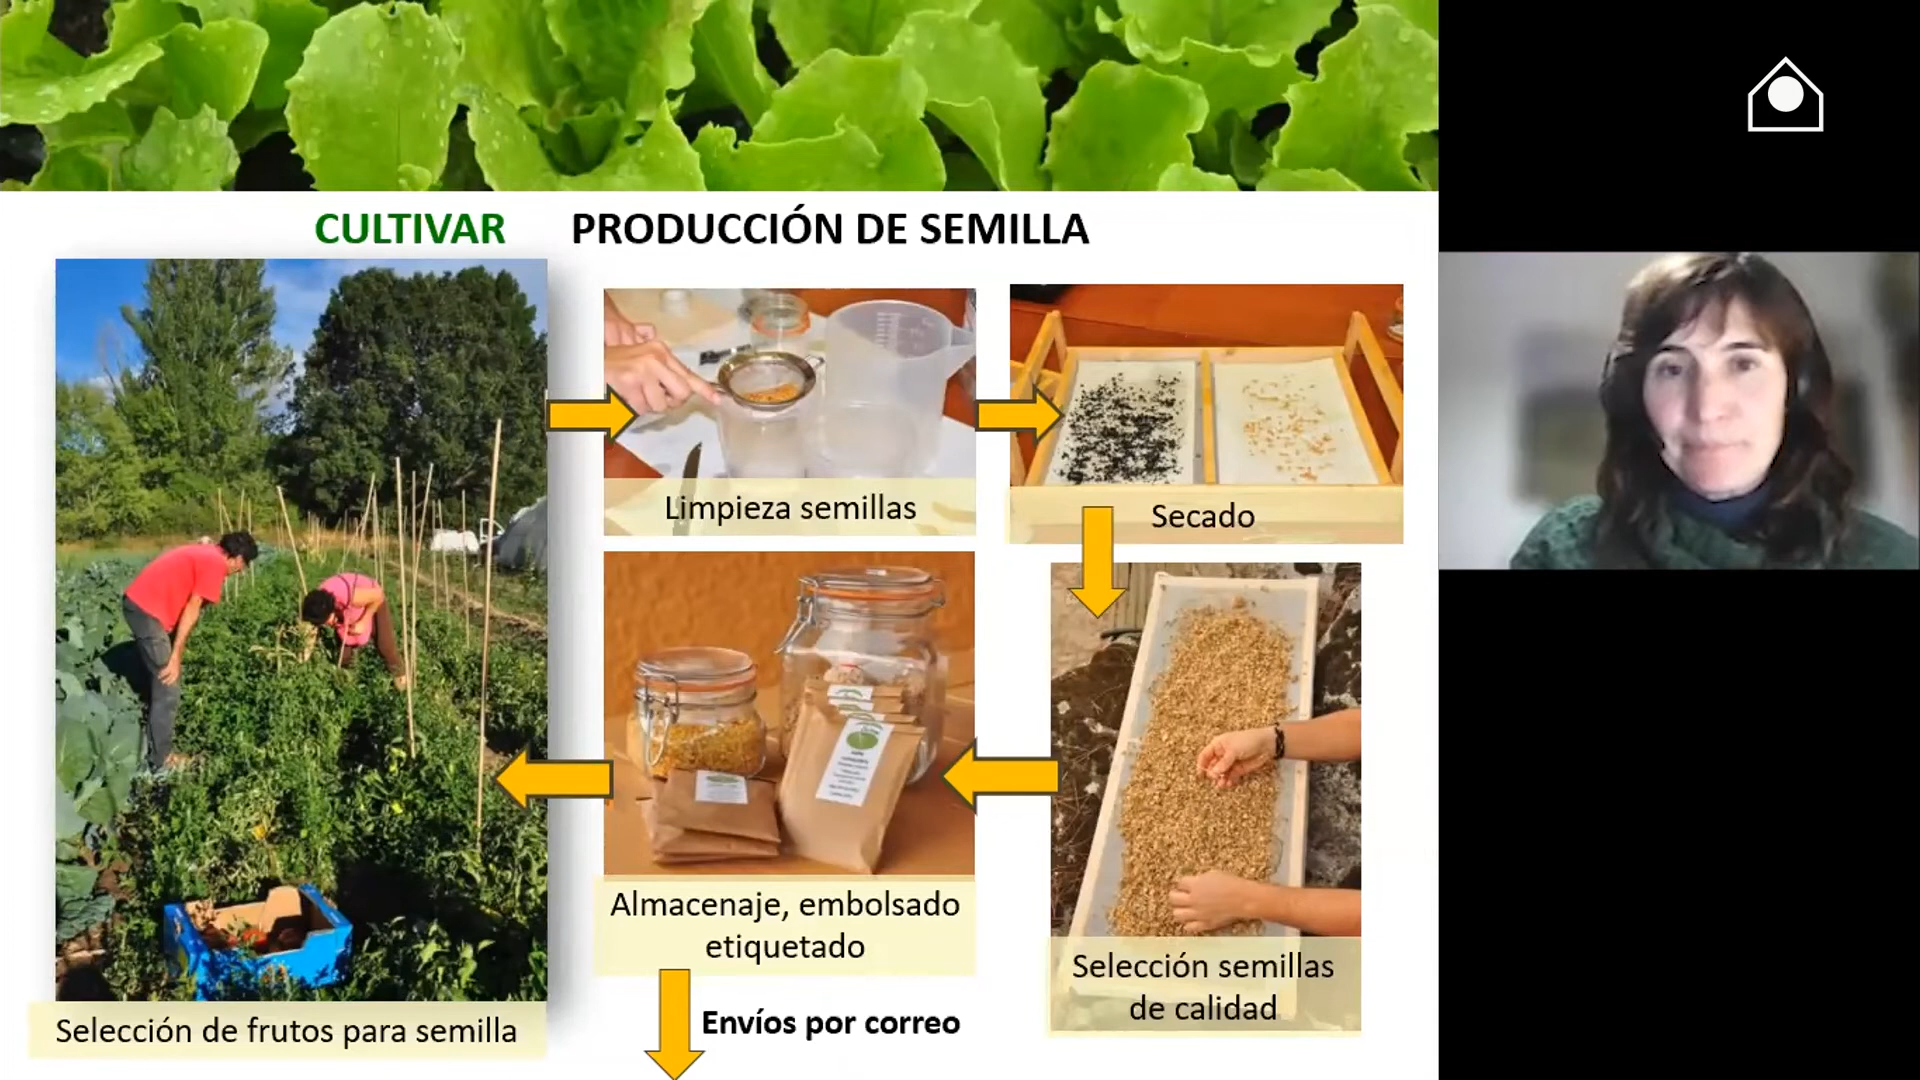 CULTIVAR PRODUCCIÓN DE SEMILLA
Limpieza semillas
Secado
Almacenaje, embolsado
etiquetado
Selección semillas
de calidad
Envíos por correo
Selección de frutos para semilla